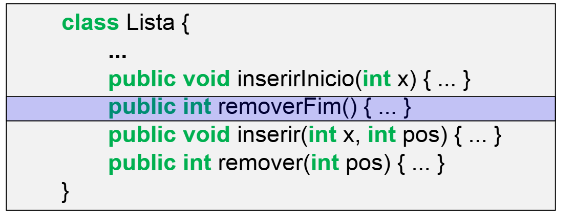 class Lista {
...
public void inserirInicio(int x) { ... }
public int removerFim() { ... }
public void inserir(int x, int pos) { ... }
public int remover(int pos) { ... }
}